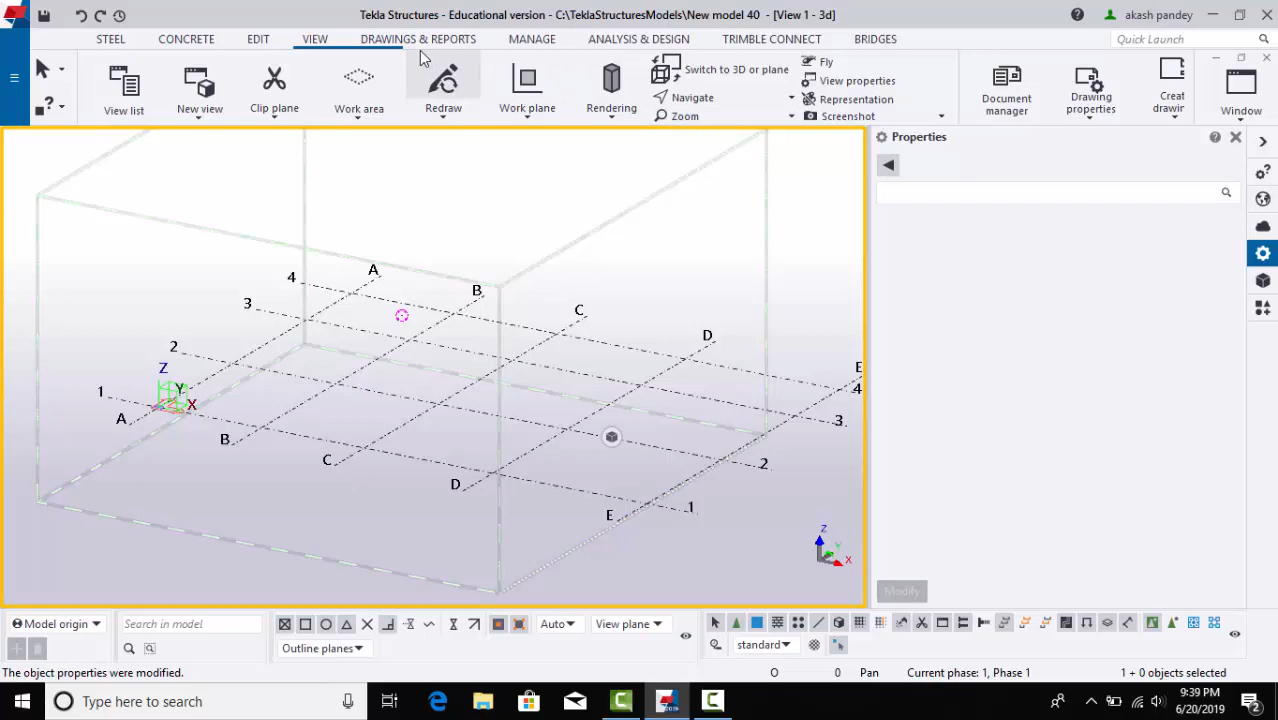 Tekla Structures - Educational version - C:\TeklaStructuresModels\New model 40 - [View 1 - 3d]
akash pandey
STEEL CONCRETE EDIT VIEW DRAWINGS & REPORTS MANAGE ANALYSIS & DESIGN TRIMBLE CONNECT BRIDGES
Quick Launch
View list
New view
Clip plane
Work area
Redraw
Work plane
Rendering
Switch to 3D or plane
Navigate
Zoom
Fly
View properties
Representation
Screenshot
Document manager
Drawing properties
Creat
drawir
Window
Properties
A
4
B
3
C
2
D
Z
E
1
Y
X
4
A
3
B
C
2
D
1
E
Z
Y
X
Modify
Model origin
Search in model
Auto
View plane
Outline planes
standard
The object properties were modified.
O 0 Pan Current phase: 1, Phase 1 1 + 0 objects selected
Type here to search
9:39 PM
6/20/2019
2